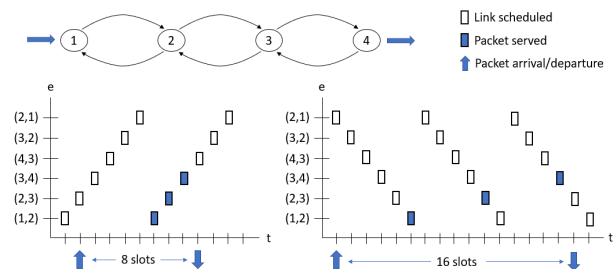 1 2 3 4
Link scheduled
Packet served
Packet arrival/departure
e
(2,1)
(3,2)
(4,3)
(3,4)
(2,3)
(1,2)
t
8 slots
e
(2,1)
(3,2)
(4,3)
(3,4)
(2,3)
(1,2)
t
16 slots